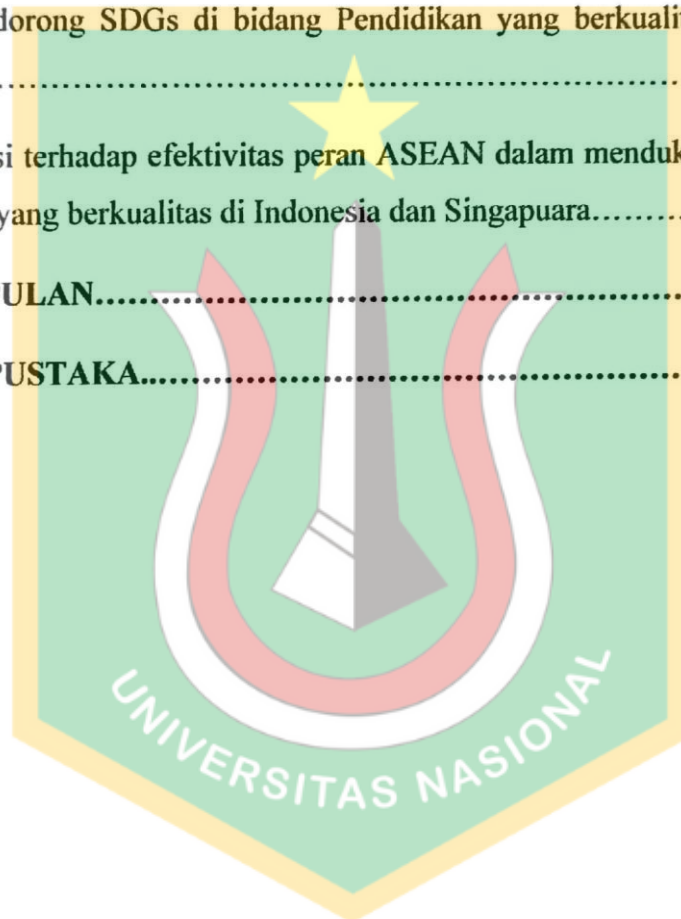 dorong SDGs di bidang Pendidikan yang berkualit
......................................................................
si terhadap efektivitas peran ASEAN dalam menduk
yang berkualitas di Indonesia dan Singapuara.........
PULAN......................................................................
PUSTAKA..................................................................
UNIVERSITAS NASIONAL